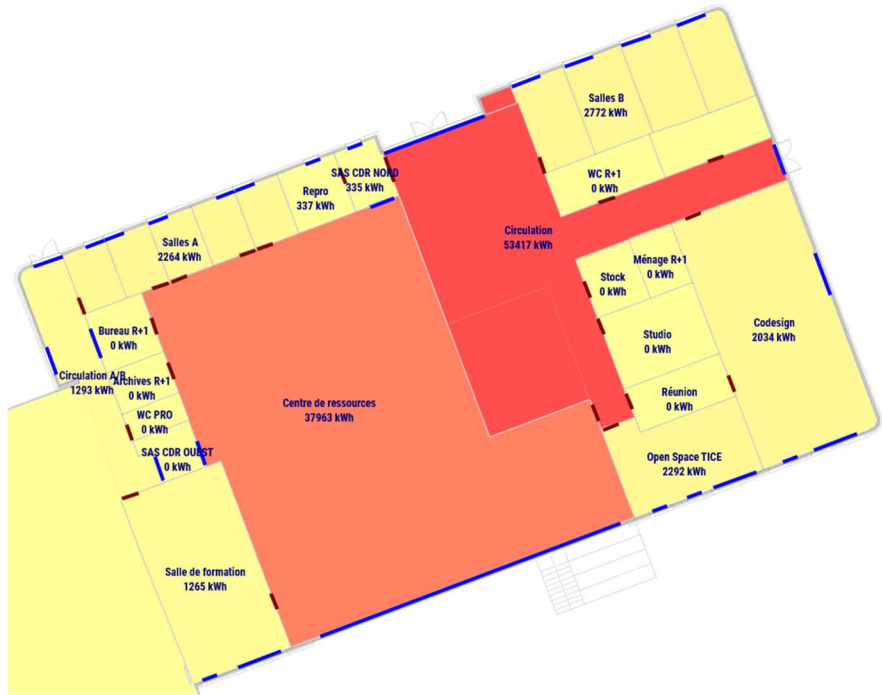 Salles B
2772 kWh
SAS CDR NORD
335 kWh
WC R+1
0 kWh
Repro
337 kWh
Circulation
53417 kWh
Salles A
2264 kWh
Ménage R+1
0 kWh
Stock
0 kWh
Bureau R+1
0 kWh
Codesign
2034 kWh
Studio
0 kWh
Circulation A/B
1293 kWh
Archives R+1
0 kWh
Centre de ressources
37963 kWh
Réunion
0 kWh
WC PRO
0 kWh
SAS CDR OUEST
0 kWh
Open Space TICE
2292 kWh
Salle de formation
1265 kWh